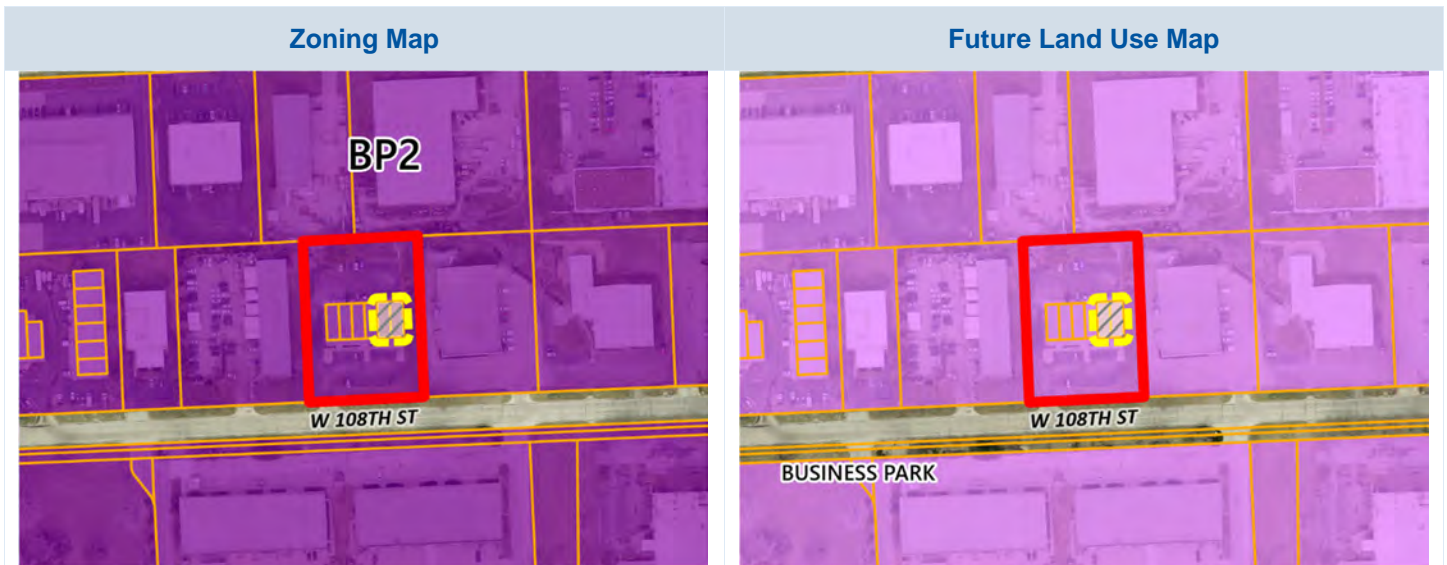 Zoning Map
Future Land Use Map
BP2
W 108TH ST
W 108TH ST
BUSINESS PARK